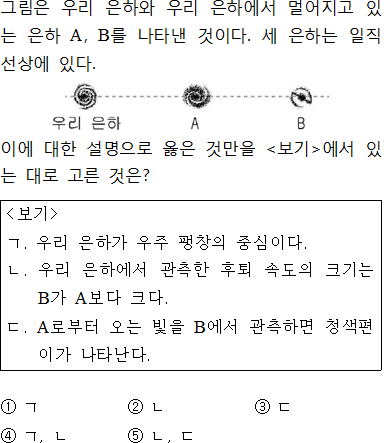 그림은 우리 은하와 우리 은하에서 멀어지고 있
는 은하 A, B를 나타낸 것이다. 세 은하는 일직
선상에 있다.
우리 은하 A B
이에 대한 설명으로 옳은 것만을 <보기>에서 있
는 대로 고른 것은?
<보기>
ㄱ. 우리 은하가 우주 팽창의 중심이다.
ㄴ. 우리 은하에서 관측한 후퇴 속도의 크기는
B가 A보다 크다.
ㄷ. A로부터 오는 빛을 B에서 관측하면 청색편
이가 나타난다.
① ㄱ ② ㄴ ③ ㄷ
④ ㄱ, ㄴ ⑤ ㄴ, ㄷ